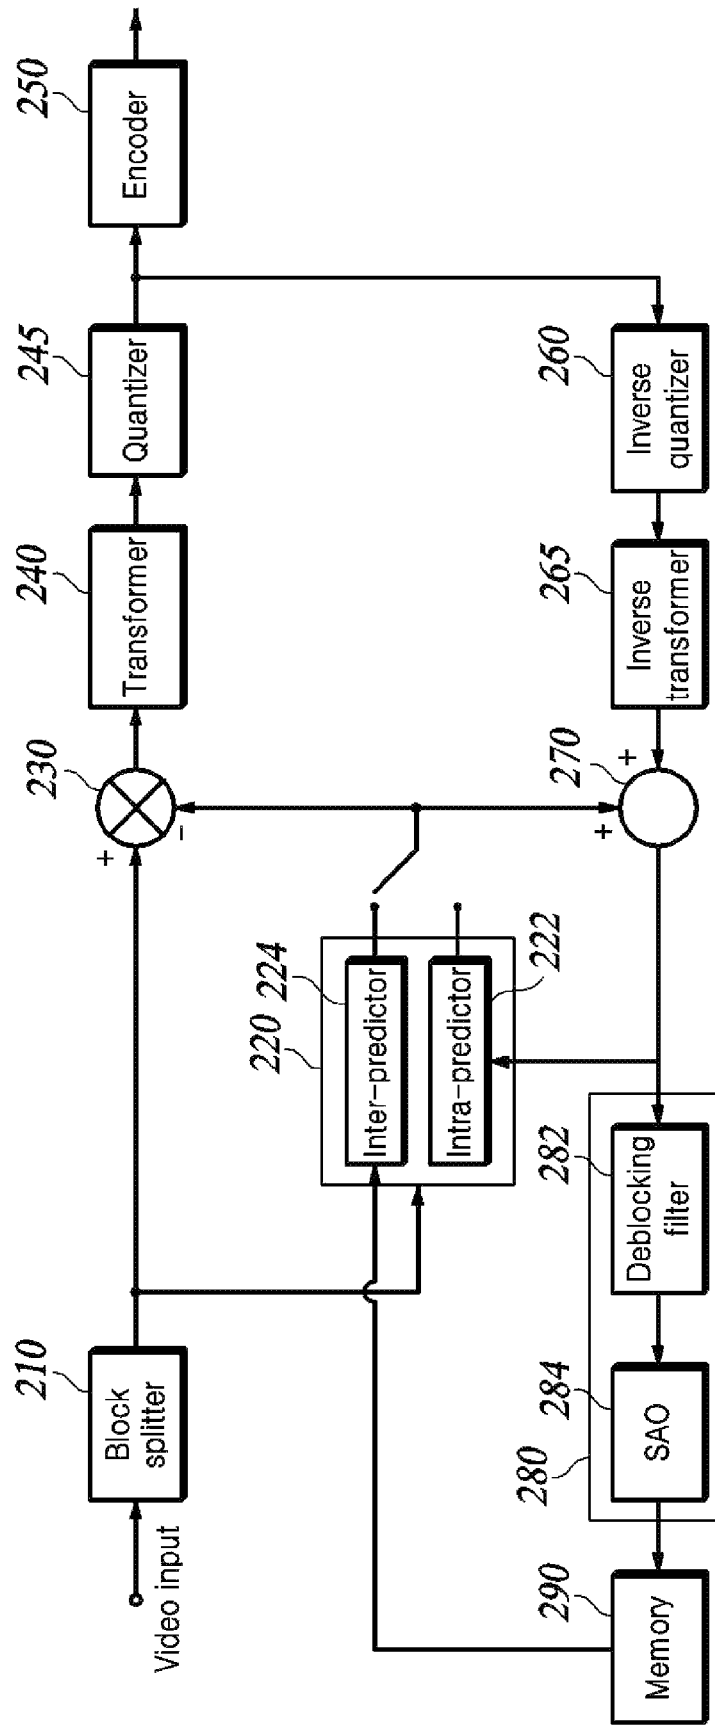 210
Block
splitter
Video input
230
+
-
240
Transformer
245
Quantizer
250
Encoder
220
224
Inter-predictor
Intra-predictor
222
260
Inverse
quantizer
265
Inverse
transformer
270
+
+
280
282
Deblocking
filter
284
SAO
290
Memory